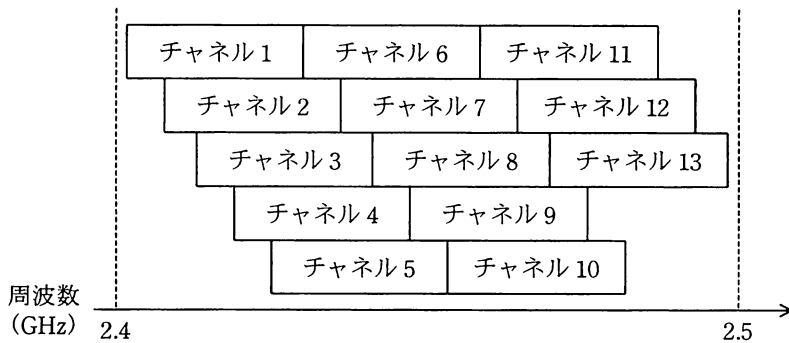 チャネル 1 チャネル 6 チャネル 11
チャネル 2 チャネル 7 チャネル 12
チャネル 3 チャネル 8 チャネル 13
チャネル 4 チャネル 9
チャネル 5 チャネル 10
周波数
(GHz) 2.4 2.5